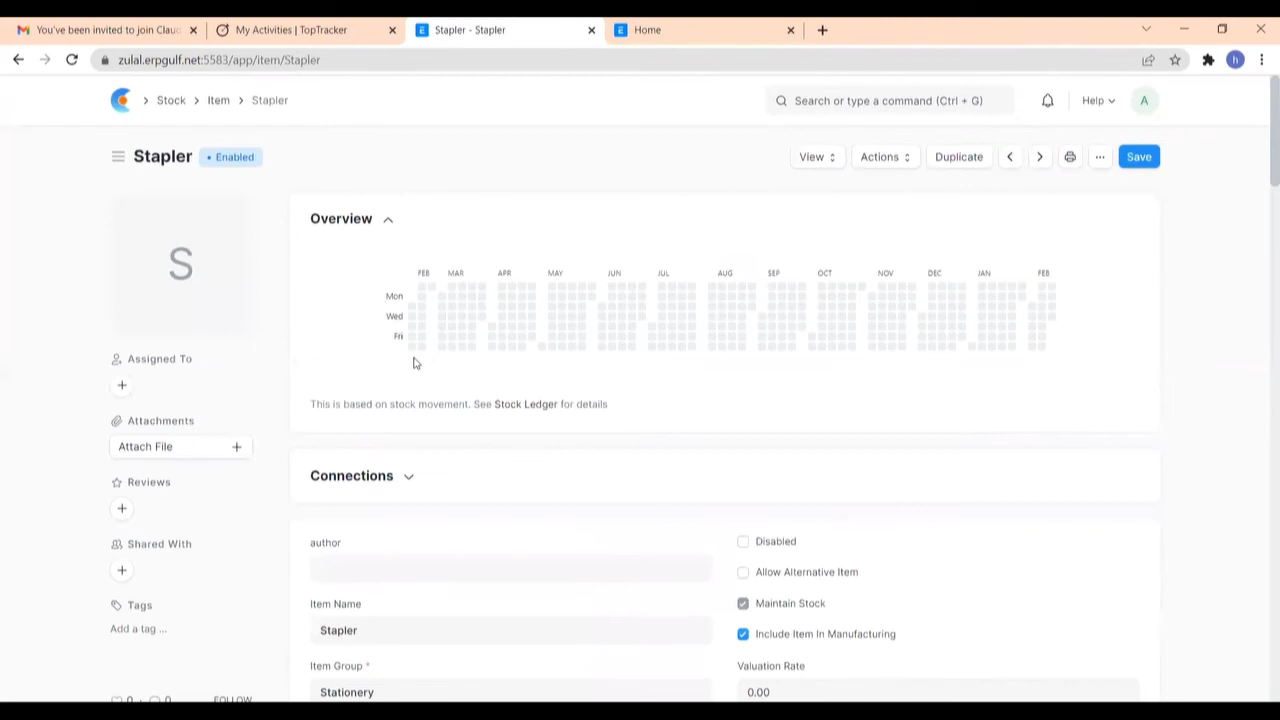 You've been invited to join Clauc
My Activities | TopTracker
Stapler - Stapler
Home
zulal.erpgulf.net:5583/app/item/Stapler
h
Stock
Item
Stapler
Search or type a command (Ctrl + G)
Help
A
Stapler
Enabled
View
Actions
Duplicate
Save
S
Overview
FEB MAR APR MAY JUN JUL AUG SEP OCT NOV DEC JAN FEB
Mon
Wed
Fri
This is based on stock movement. See Stock Ledger for details
Assigned To
Attachments
Attach File
Reviews
Shared With
Tags
Add a tag ...
0 · 0 FOLLOW
Connections
author
Item Name
Stapler
Item Group *
Stationery
Disabled
Allow Alternative Item
Maintain Stock
Include Item In Manufacturing
Valuation Rate
0.00